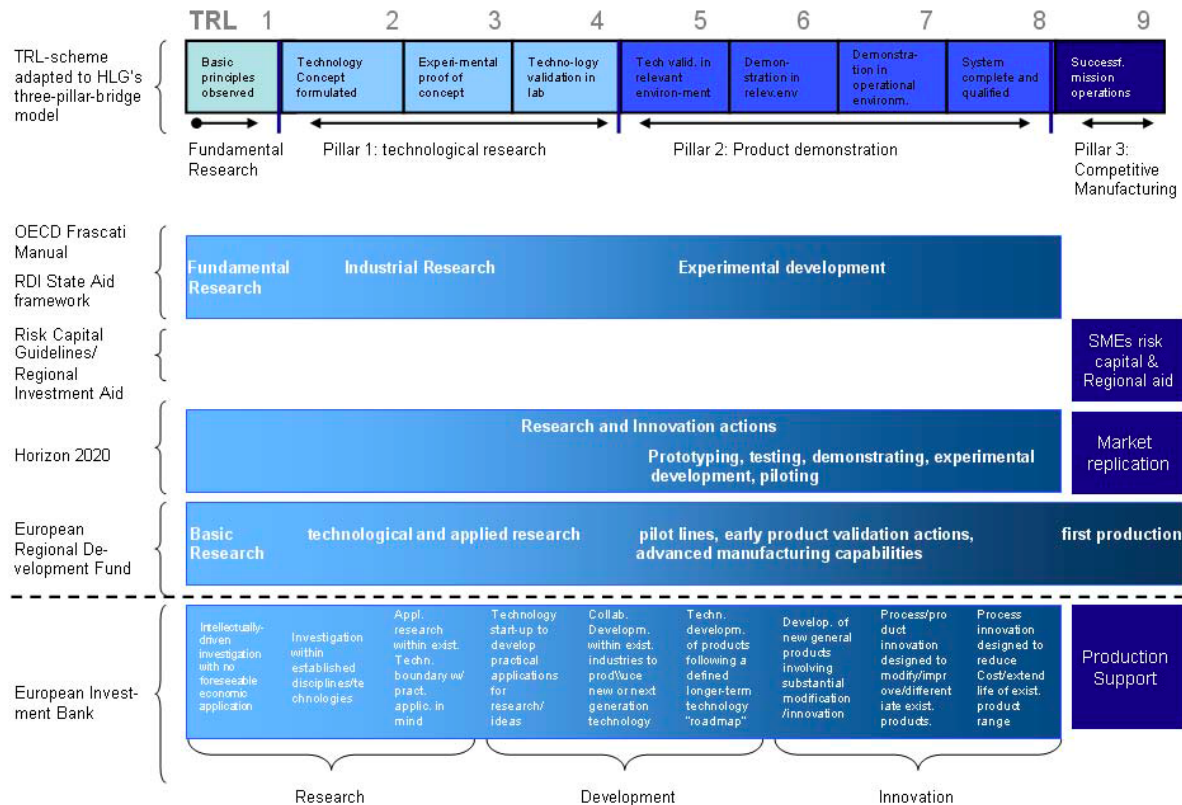 TRL 1 2 3 4 5 6 7 8 9
TRL-scheme
adapted to HLG's
three-pillar-bridge
model
Basic
principles
observed
Technology
Concept
formulated
Experi-mental
proof of
concept
Techno-logy
validation in
lab
Tech valid. in
relevant
environ-ment
Demon-
stration in
relev.env
Demonstra-
tion in
operational
environm.
System
complete and
qualified
Successf.
mission
operations
Fundamental
Research
Pillar 1: technological research
Pillar 2: Product demonstration
Pillar 3:
Competitive
Manufacturing
OECD Frascati
Manual
RDI State Aid
framework
Fundamental
Research
Industrial Research
Experimental development
Risk Capital
Guidelines/
Regional
Investment Aid
SMEs risk
capital &
Regional aid
Horizon 2020
Research and Innovation actions
Prototyping, testing, demonstrating, experimental
development, piloting
Market
replication
European
Regional De-
velopment Fund
Basic
Research
technological and applied research
pilot lines, early product validation actions,
advanced manufacturing capabilities
first production
European Invest-
ment Bank
Intellectually-
driven
investigation
with no
foreseeable
economic
application
Investigation
within
established
disciplines/te
chnologies
Appl.
research
within exist.
Techn.
boundary w/
pract.
applic. in
mind
Technology
start-up to
develop
practical
applications
for
research/
ideas
Collab.
Developm.
within exist.
industries to
prod\\uce
new or next
generation
technology
Techn.
developm.
of products
following a
defined
longer-term
technology
"roadmap"
Develop. of
new general
products
involving
substantial
modification
/innovation
Process/pro
duct
innovation
designed to
modify/impr
ove/different
iate exist.
products.
Process
innovation
designed to
reduce
Cost/extend
life of exist.
product
range
Production
Support
Research
Development
Innovation